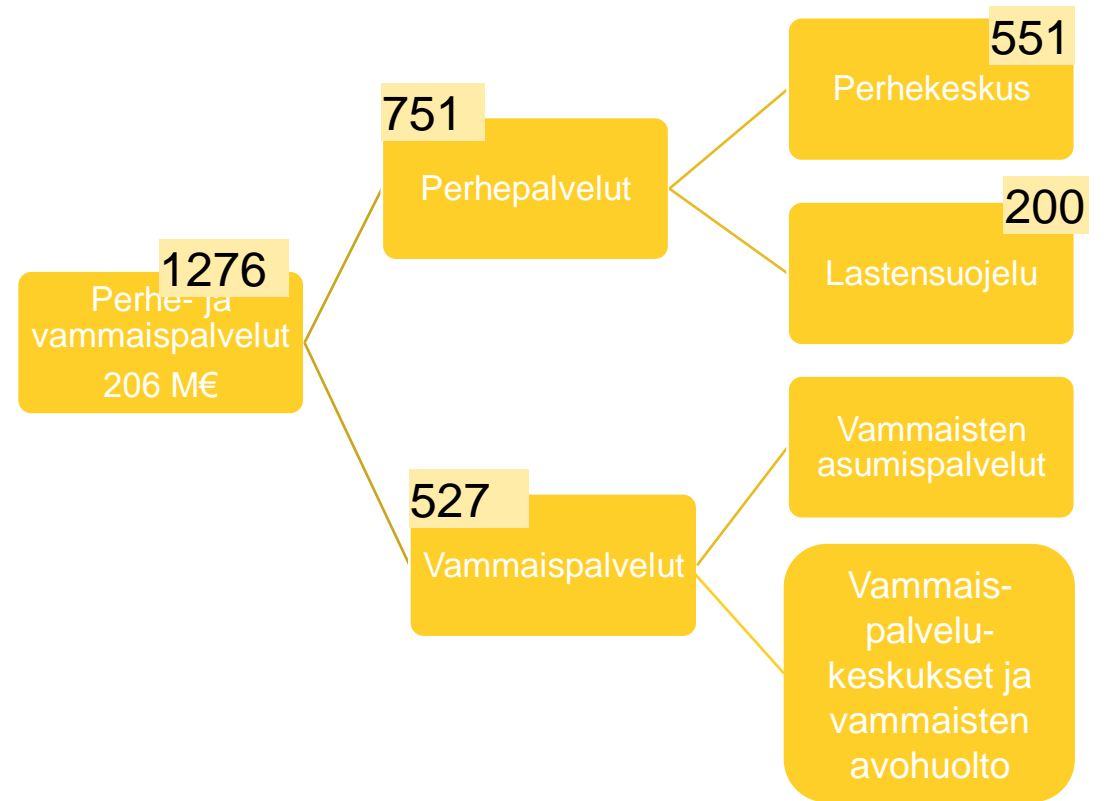 1276
Perhe- ja
vammaispalvelut
206 M€
751
Perhepalvelut
551
Perhekeskus
200
Lastensuojelu
527
Vammaispalvelut
Vammaisten
asumispalvelut
Vammais-
palvelu-
keskukset ja
vammaisten
avohuolto